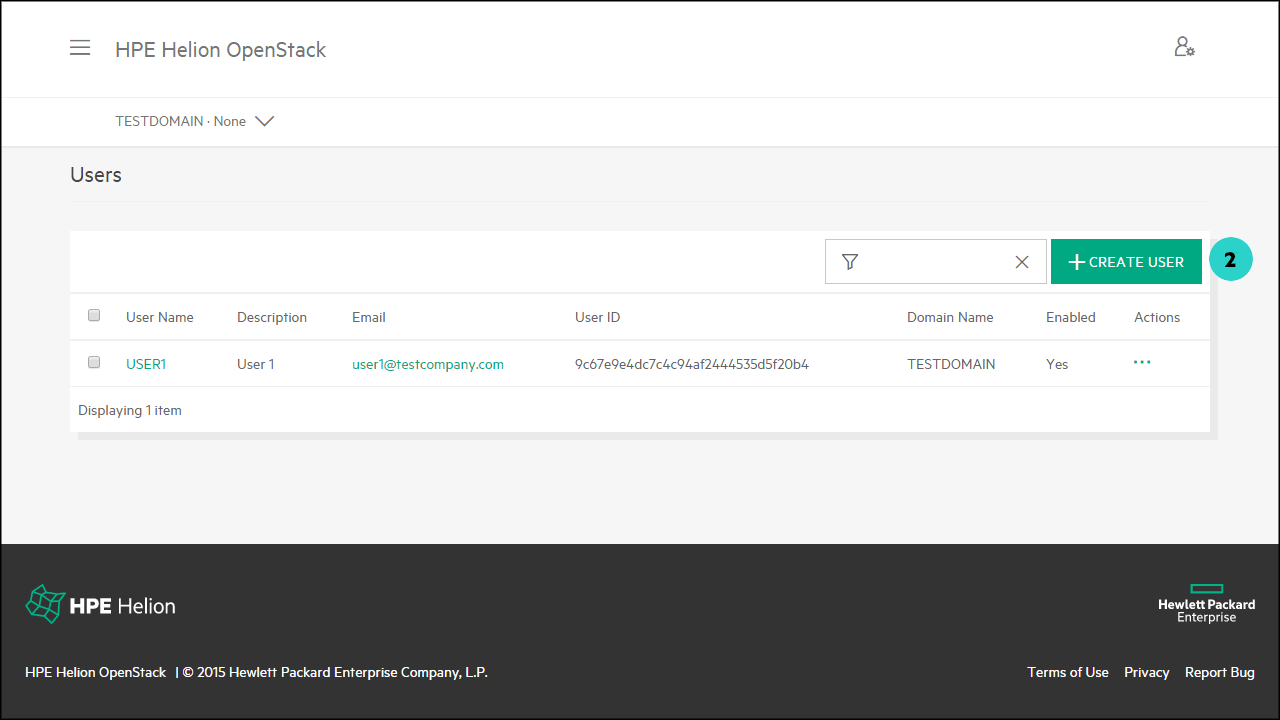 HPE Helion OpenStack
TESTDOMAIN · None
Users
CREATE USER
2
User Name Description Email User ID Domain Name Enabled Actions
USER1 User 1 user1@testcompany.com 9c67e9e4dc7c4c94af2444535d5f20b4 TESTDOMAIN Yes ...
Displaying 1 item
HPE Helion
Hewlett Packard
Enterprise
HPE Helion OpenStack | © 2015 Hewlett Packard Enterprise Company, L.P. Terms of Use Privacy Report Bug